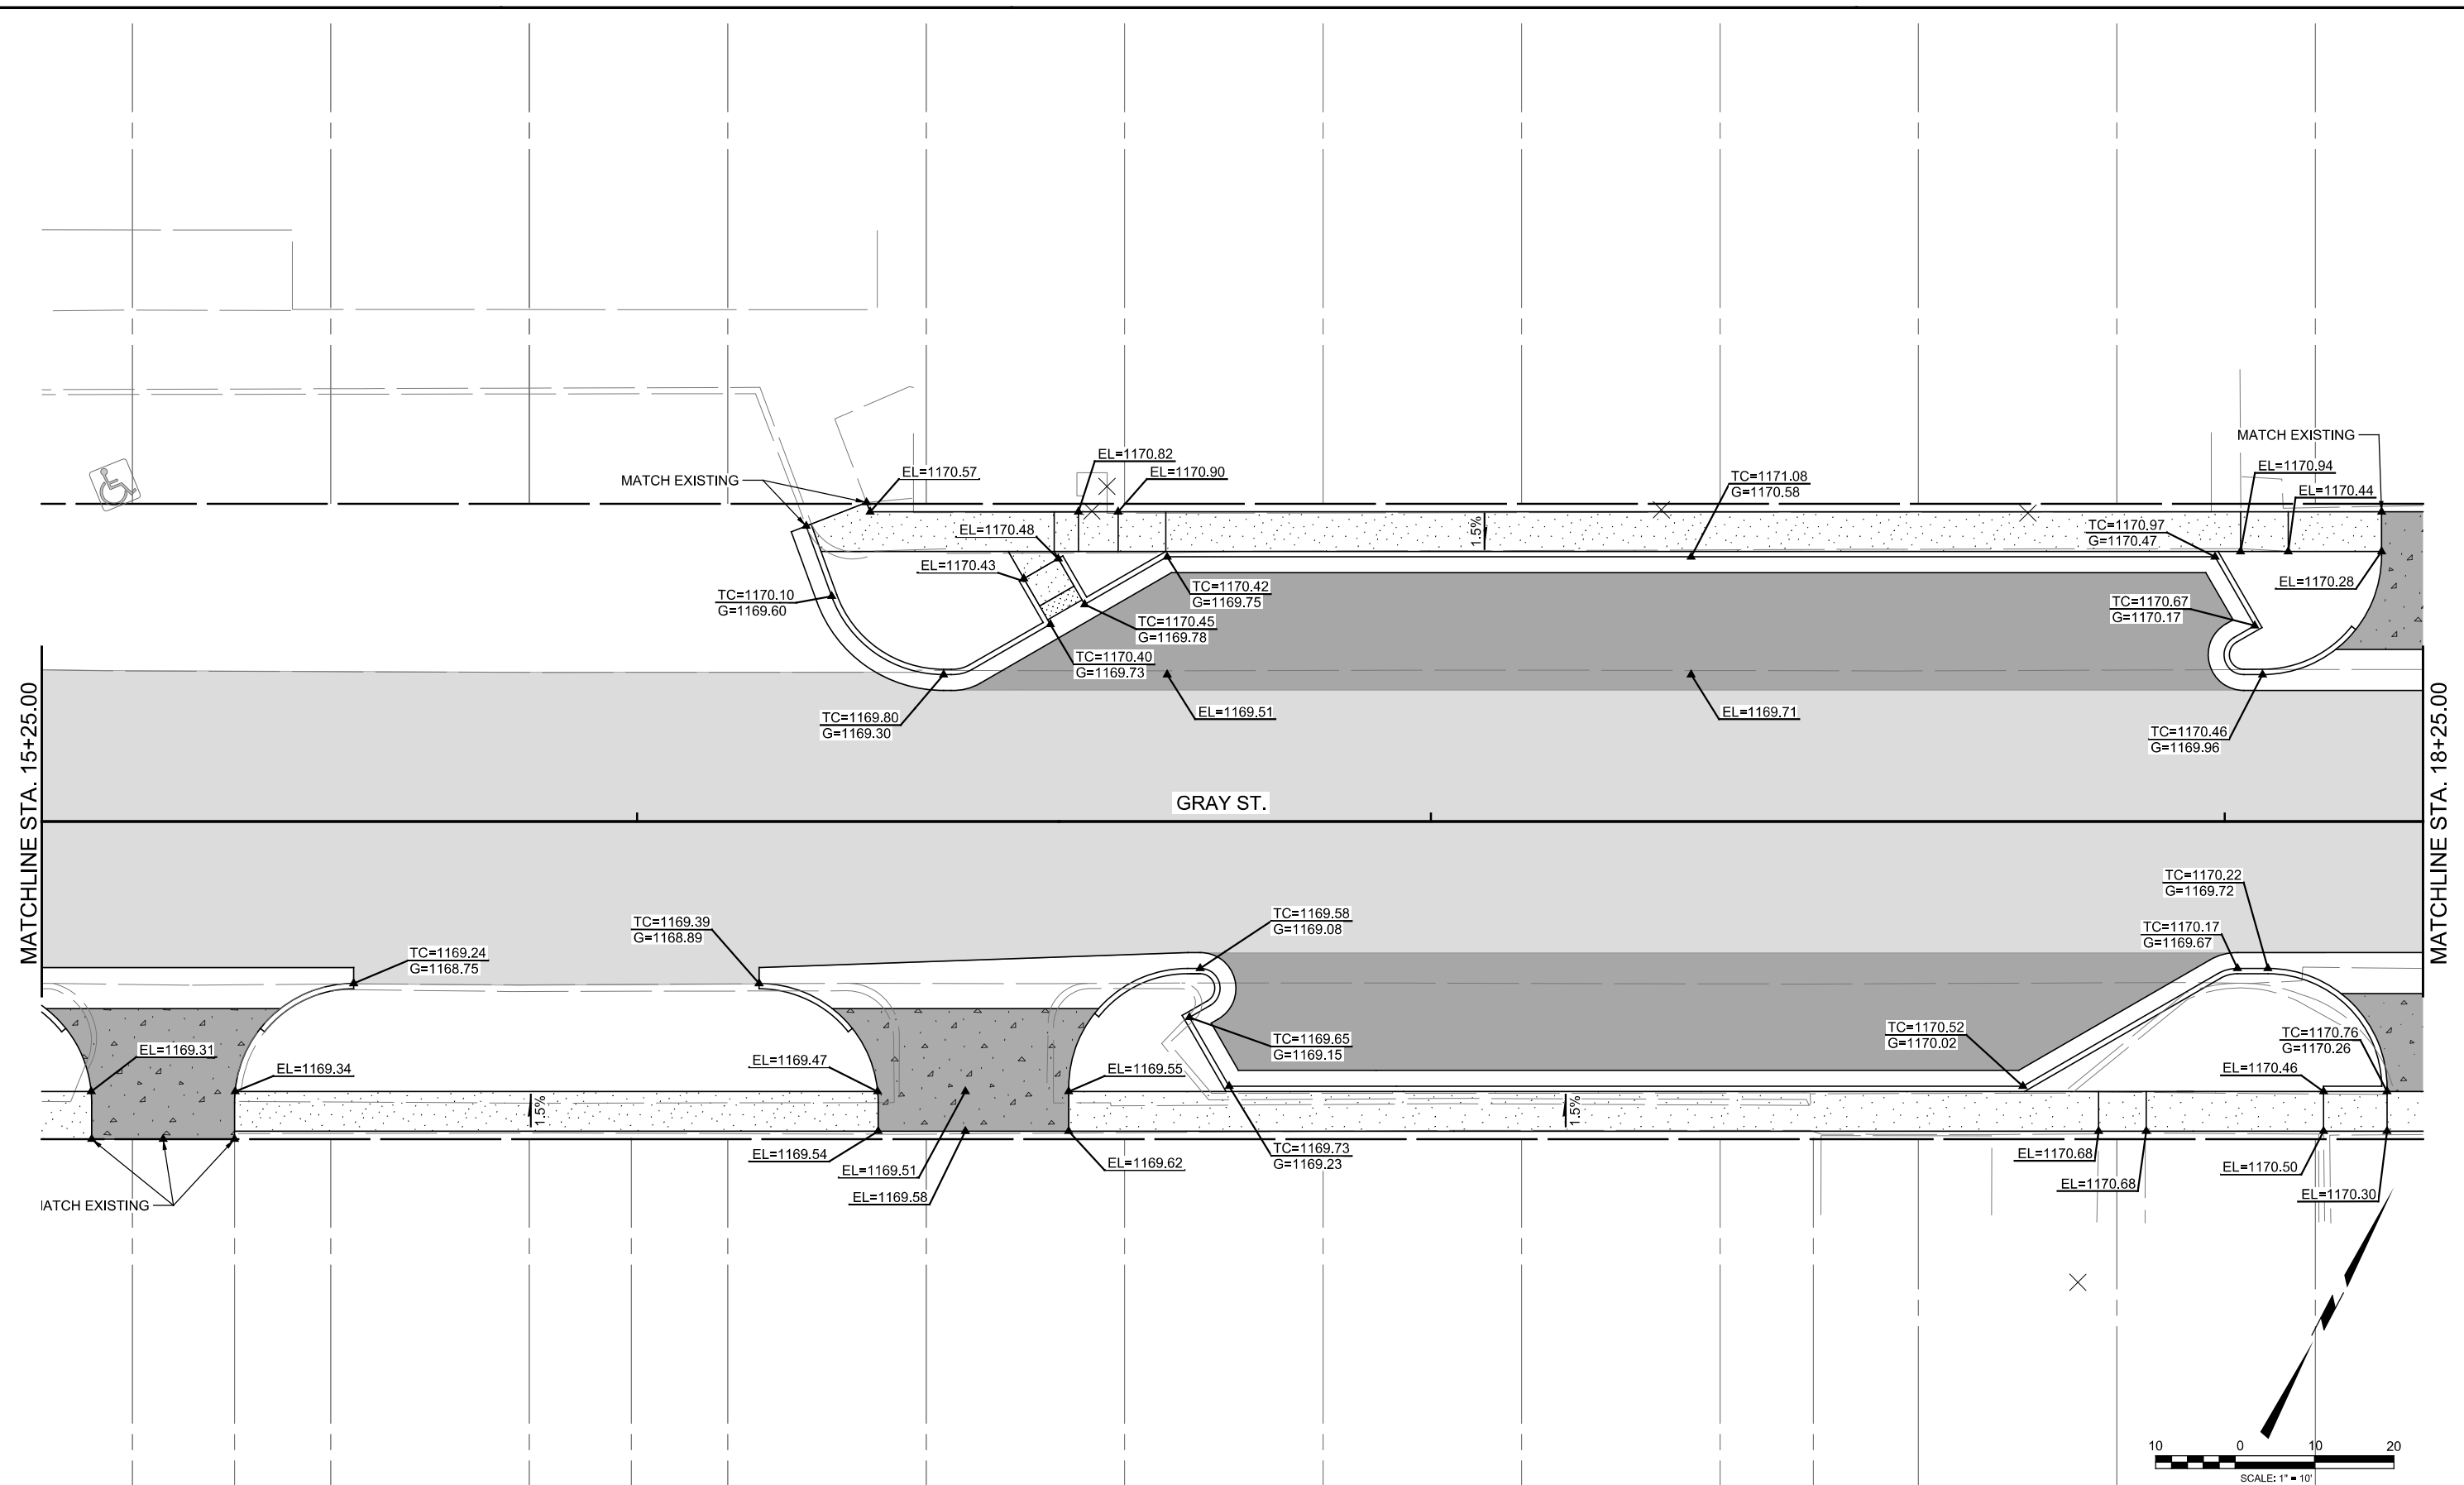 MATCH EXISTING
EL=1170.57
EL=1170.82
EL=1170.90
TC=1171.08
G=1170.58
MATCH EXISTING
EL=1170.94
EL=1170.44
EL=1170.48
EL=1170.43
1.5%
TC=1170.97
G=1170.47
EL=1170.28
TC=1170.10
G=1169.60
TC=1170.42
G=1169.75
TC=1170.45
G=1169.78
TC=1170.67
G=1170.17
TC=1170.40
G=1169.73
TC=1169.80
G=1169.30
EL=1169.51
EL=1169.71
TC=1170.46
G=1169.96
MATCHLINE STA. 15+25.00
GRAY ST.
MATCHLINE STA. 18+25.00
TC=1169.24
G=1168.75
TC=1169.39
G=1168.89
TC=1169.58
G=1169.08
TC=1170.22
G=1169.72
TC=1170.17
G=1169.67
EL=1169.31
EL=1169.34
EL=1169.47
EL=1169.55
TC=1169.65
G=1169.15
TC=1170.52
G=1170.02
TC=1170.76
G=1170.26
EL=1170.46
1.5%
1.5%
EL=1169.54
EL=1169.51
EL=1169.58
EL=1169.62
TC=1169.73
G=1169.23
EL=1170.68
EL=1170.68
EL=1170.50
EL=1170.30
ATCH EXISTING
10 0 10 20
SCALE: 1" = 10'